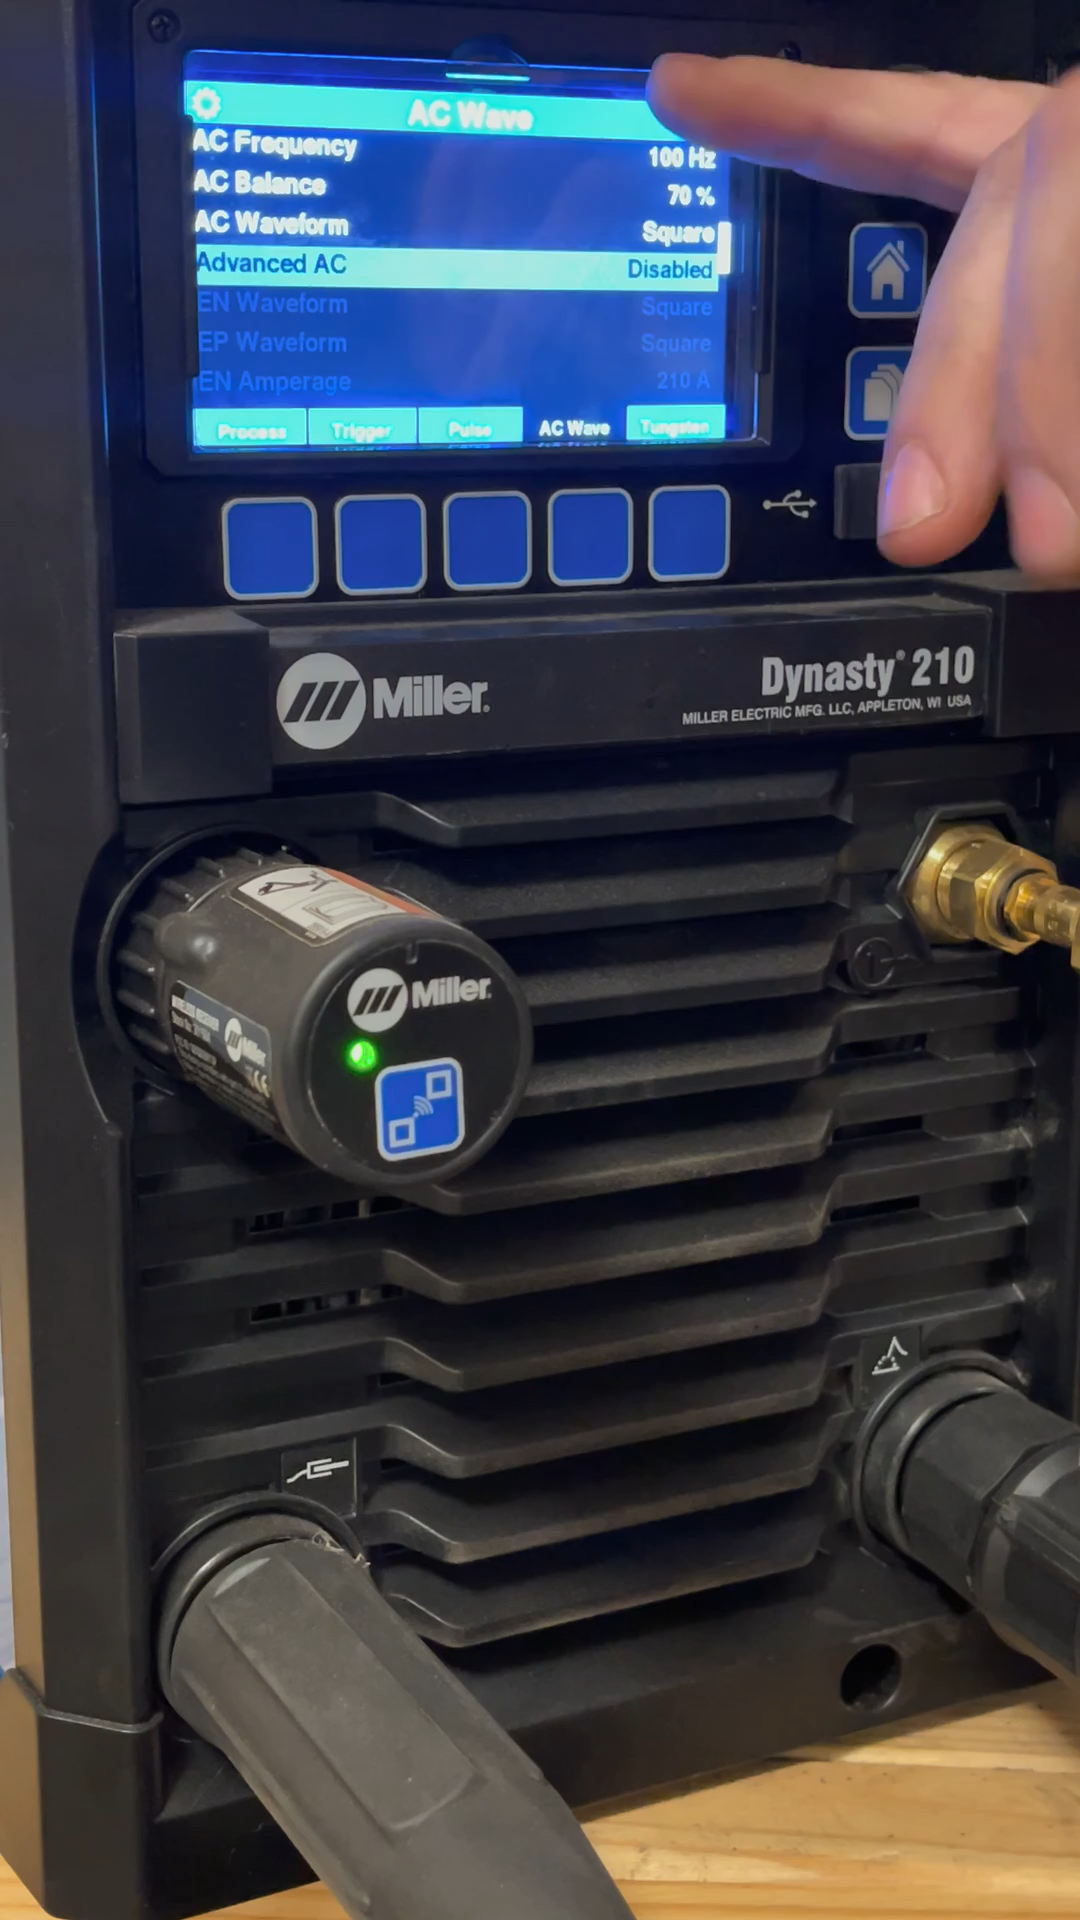 AC Wave
AC Frequency 100 Hz
AC Balance 70 %
AC Waveform Square
Advanced AC Disabled
EN Waveform Square
EP Waveform Square
EN Amperage 210 A
Process Trigger Pulse AC Wave Tungsten
Miller®
Dynasty® 210
MILLER ELECTRIC MFG. LLC, APPLETON, WI USA
Miller®
Miller